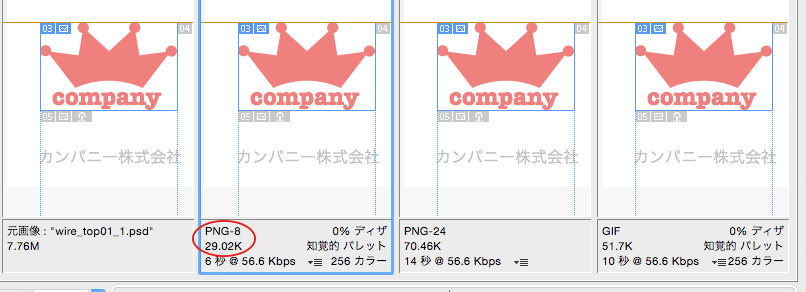 03 04
company
05
カンパニー株式会社
元画像 : "wire_top01_1.psd"
7.76M
03 04
company
05
カンパニー株式会社
PNG-8 0% ディザ
29.02K 知覚的 パレット
6 秒 @ 56.6 Kbps 256 カラー
03 04
company
05
カンパニー株式会社
PNG-24
70.46K
14 秒 @ 56.6 Kbps
03 04
company
05
カンパニー株式会社
GIF 0% ディザ
51.7K 知覚的 パレット
10 秒 @ 56.6 Kbps 256 カラー